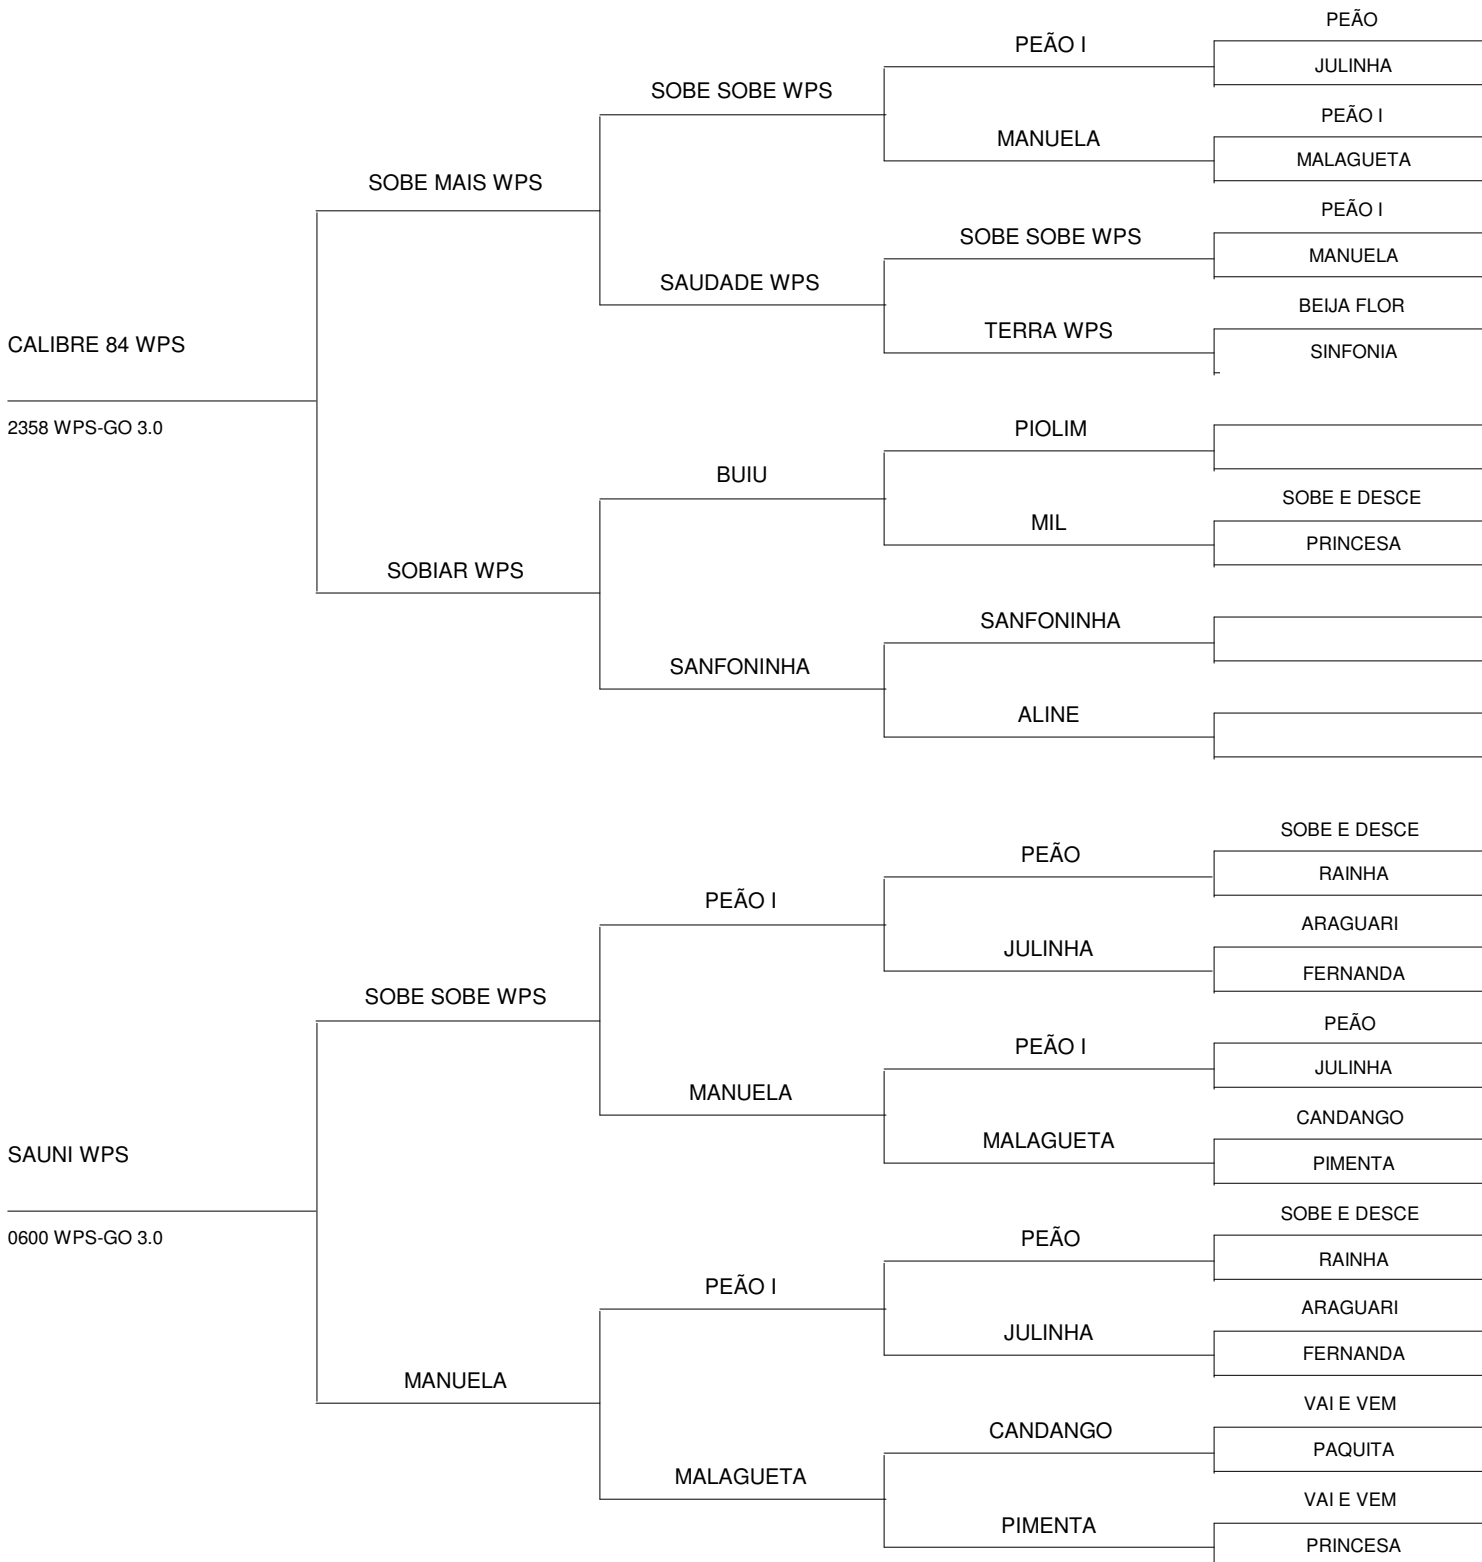 PEÃO
PEÃO I
JULINHA
SOBE SOBE WPS
PEÃO I
MANUELA
MALAGUETA
SOBE MAIS WPS
PEÃO I
SOBE SOBE WPS
MANUELA
SAUDADE WPS
BEIJA FLOR
TERRA WPS
CALIBRE 84 WPS
SINFONIA
2358 WPS-GO 3.0
PIOLIM
BUIU
SOBE E DESCE
MIL
PRINCESA
SOBIAR WPS
SANFONINHA
SANFONINHA
ALINE
SOBE E DESCE
PEÃO
RAINHA
PEÃO I
ARAGUARI
JULINHA
FERNANDA
SOBE SOBE WPS
PEÃO
PEÃO I
JULINHA
MANUELA
CANDANGO
MALAGUETA
SAUNI WPS
PIMENTA
SOBE E DESCE
0600 WPS-GO 3.0
PEÃO
RAINHA
PEÃO I
ARAGUARI
JULINHA
FERNANDA
MANUELA
VAI E VEM
CANDANGO
PAQUITA
MALAGUETA
VAI E VEM
PIMENTA
PRINCESA